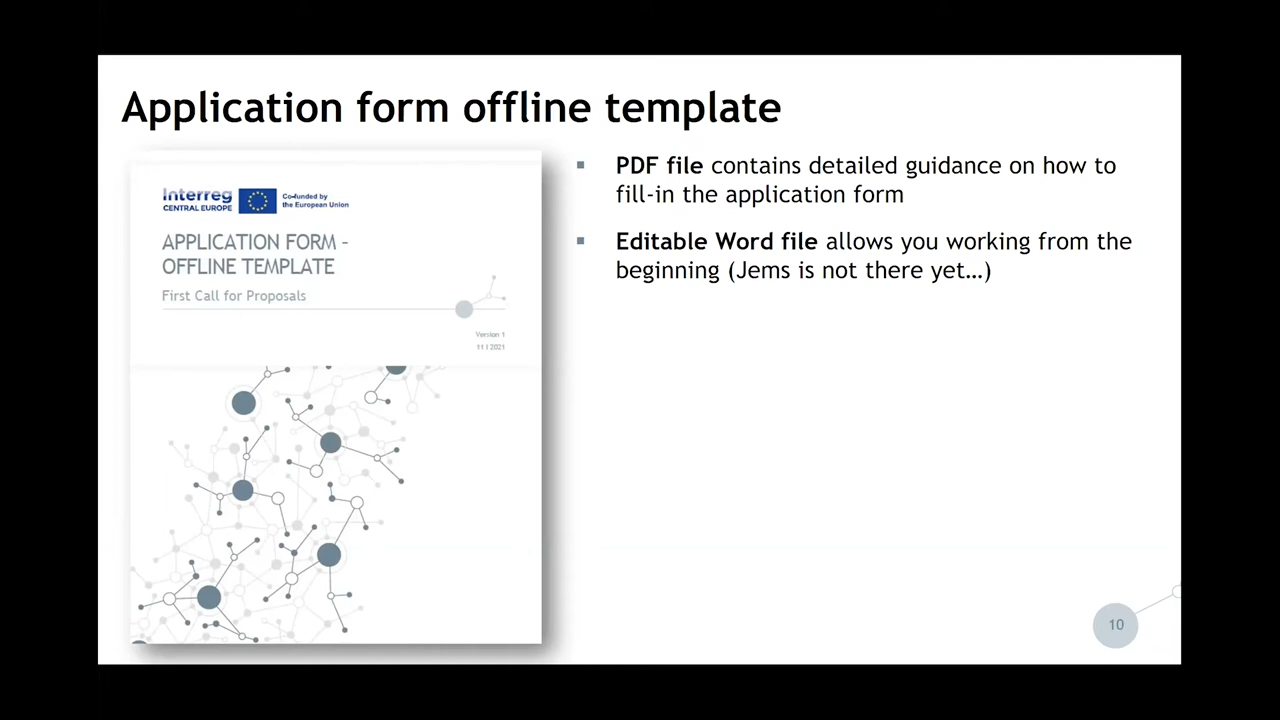 Application form offline template
Interreg
CENTRAL EUROPE
Co-funded by
the European Union
APPLICATION FORM –
OFFLINE TEMPLATE
First Call for Proposals
Version 1
11 I 2021
PDF file contains detailed guidance on how to
fill-in the application form
Editable Word file allows you working from the
beginning (Jems is not there yet…)
10